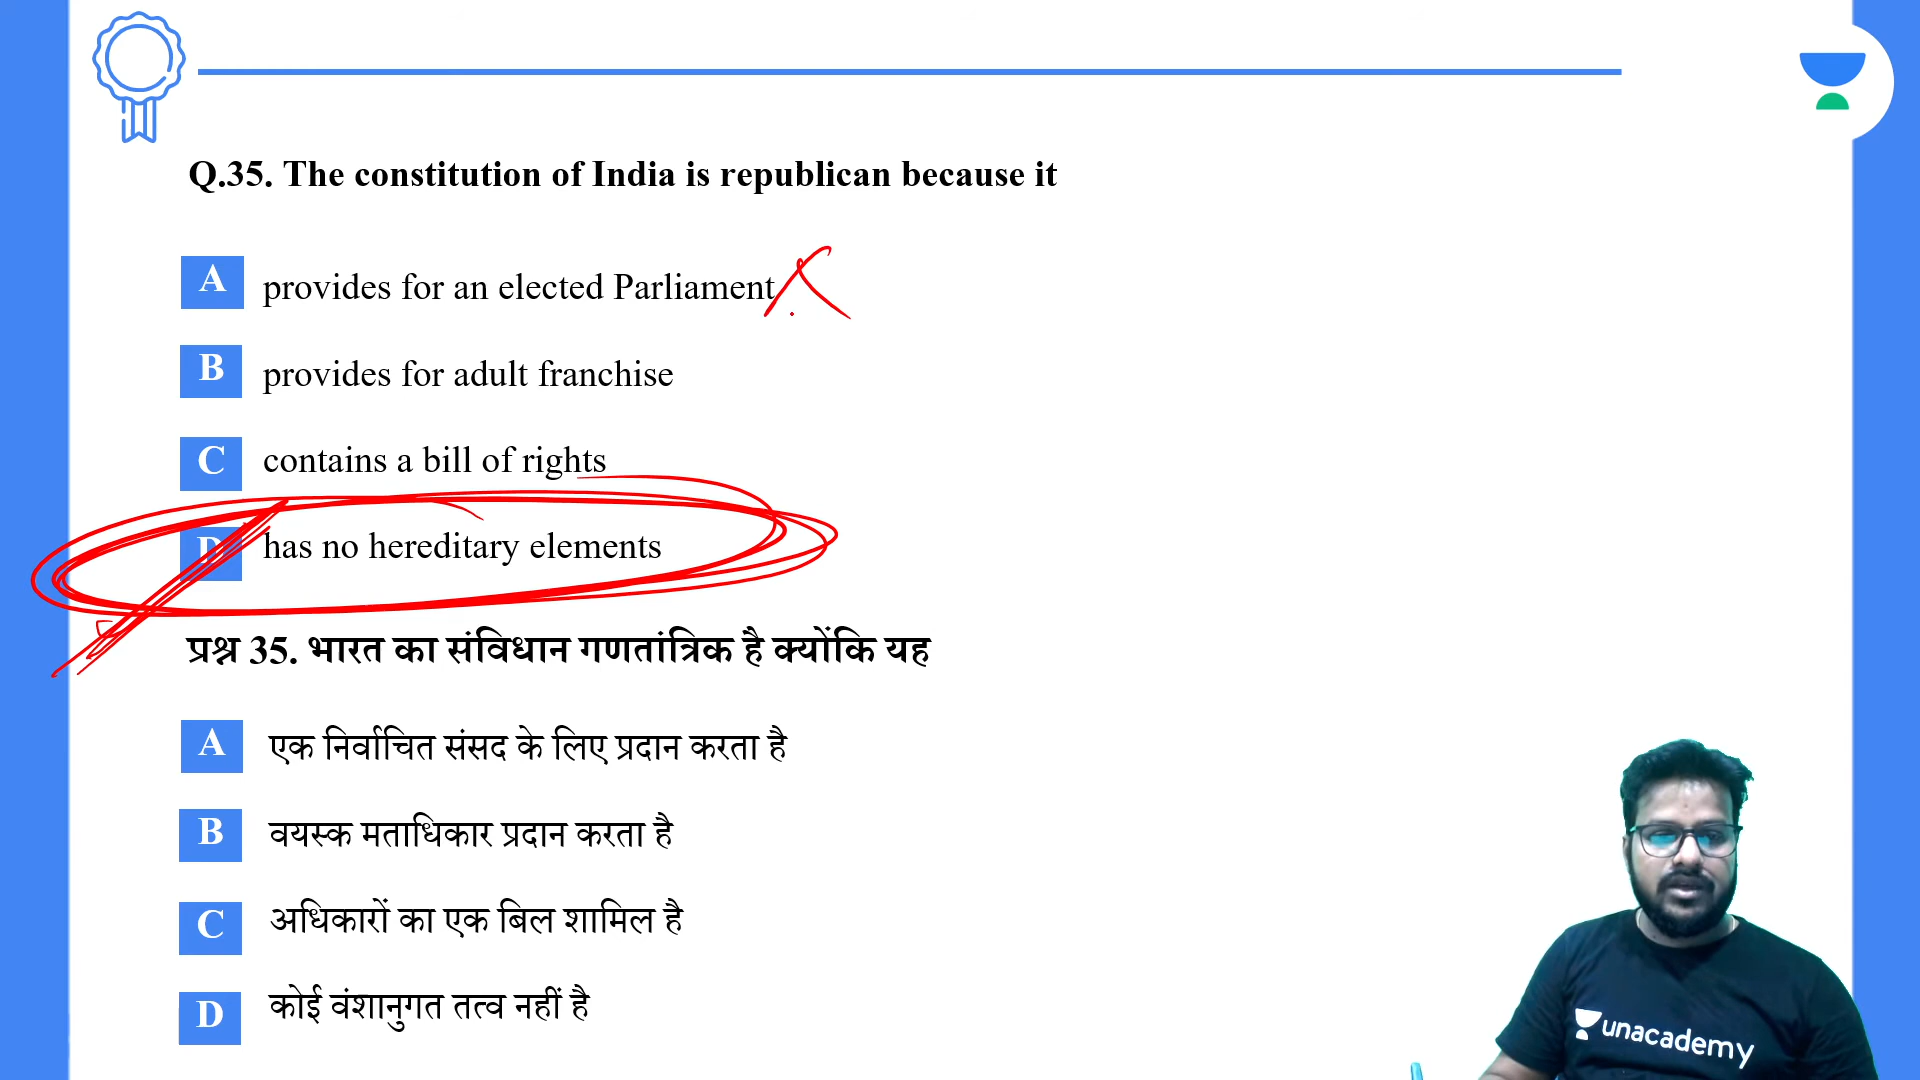 Q.35. The constitution of India is republican because it
A provides for an elected Parliament
B provides for adult franchise
C contains a bill of rights
D has no hereditary elements
प्रश्न 35. भारत का संविधान गणतांत्रिक है क्योंकि यह
A एक निर्वाचित संसद के लिए प्रदान करता है
B वयस्क मताधिकार प्रदान करता है
C अधिकारों का एक बिल शामिल है
D कोई वंशानुगत तत्व नहीं है
unacademy